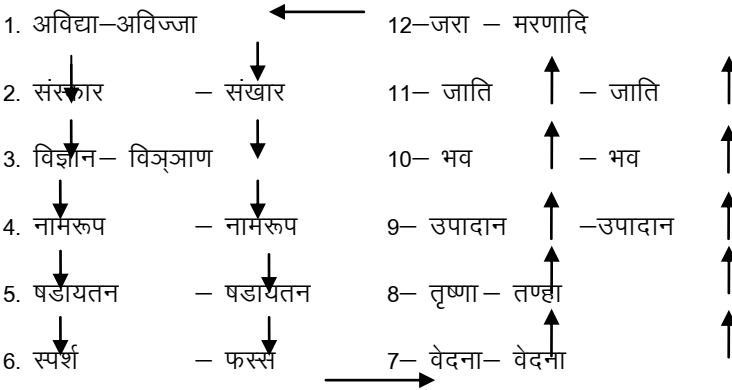 1. अविद्या–अविज्जा 12–जरा – मरणादि
2. संस्कार – संखार 11– जाति – जाति
3. विज्ञान– विञ्ञाण 10– भव – भव
4. नामरूप – नामरूप 9– उपादान –उपादान
5. षडायतन – षडायतन 8– तृष्णा – तण्हा
6. स्पर्श – फस्स 7– वेदना– वेदना